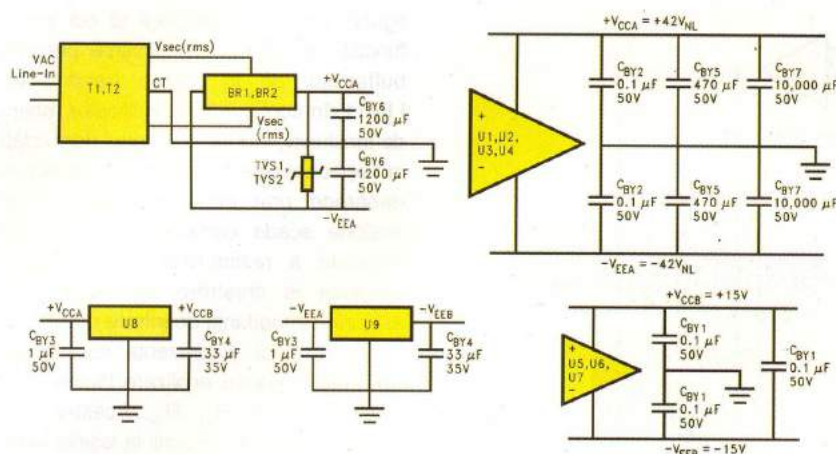 VAC
Line-In
T1,T2
Vsec(rms)
CT
BR1,BR2
Vsec
(rms)
+VCCA
CBY6
1200 µF
50V
TVS1,
TVS2
CBY6
1200 µF
50V
-VEEA
+VCCA = +42VNL
U1,U2,
U3,U4
+
-
CBY2
0.1 µF
50V
CBY5
470 µF
50V
CBY7
10,000 µF
50V
CBY2
0.1 µF
50V
CBY5
470 µF
50V
CBY7
10,000 µF
50V
-VEEA = -42VNL
+VCCA
U8
+VCCB
CBY3
1 µF
50V
CBY4
33 µF
35V
-VEEA
U9
-VEEB
CBY3
1 µF
50V
CBY4
33 µF
35V
+VCCB = +15V
+
U5,U6,
U7
-
CBY1
0.1 µF
50V
CBY1
0.1 µF
50V
CBY1
0.1 µF
50V
-VEEB = -15V